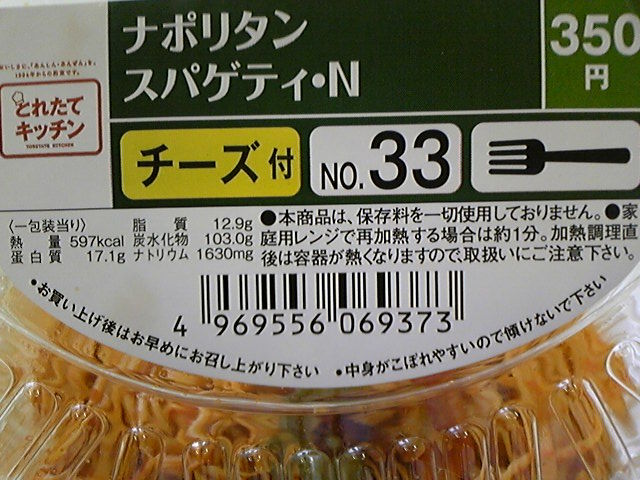 ナポリタン
スパゲティ・N
350
円
とれたて
キッチン
TORETATE KITCHEN
チーズ付
NO.33
〈一包装当り〉 脂質 12.9g
熱量 597kcal 炭水化物 103.0g
蛋白質 17.1g ナトリウム 1630mg
●本商品は、保存料を一切使用しておりません。●家
庭用レンジで再加熱する場合は約1分。加熱調理直
後は容器が熱くなりますので、取扱いにご注意下さい。
4 969556 069373
・お買い上げ後はお早めにお召し上がり下さい
・中身がこぼれやすいので傾けないで下さい